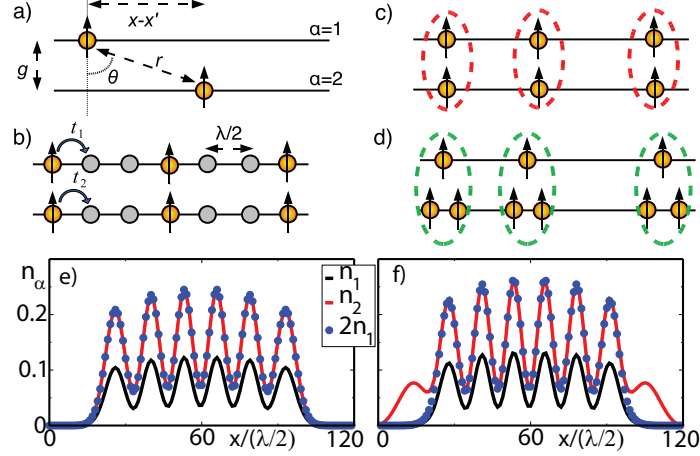 a)
x-x'
α=1
g
θ
r
α=2
b)
t₁
λ/2
t₂
c)
d)
nα
e)
0.2
0.1
0
0
60
120
x/(λ/2)
n₁
n₂
2n₁
f)
0
60
120
x/(λ/2)